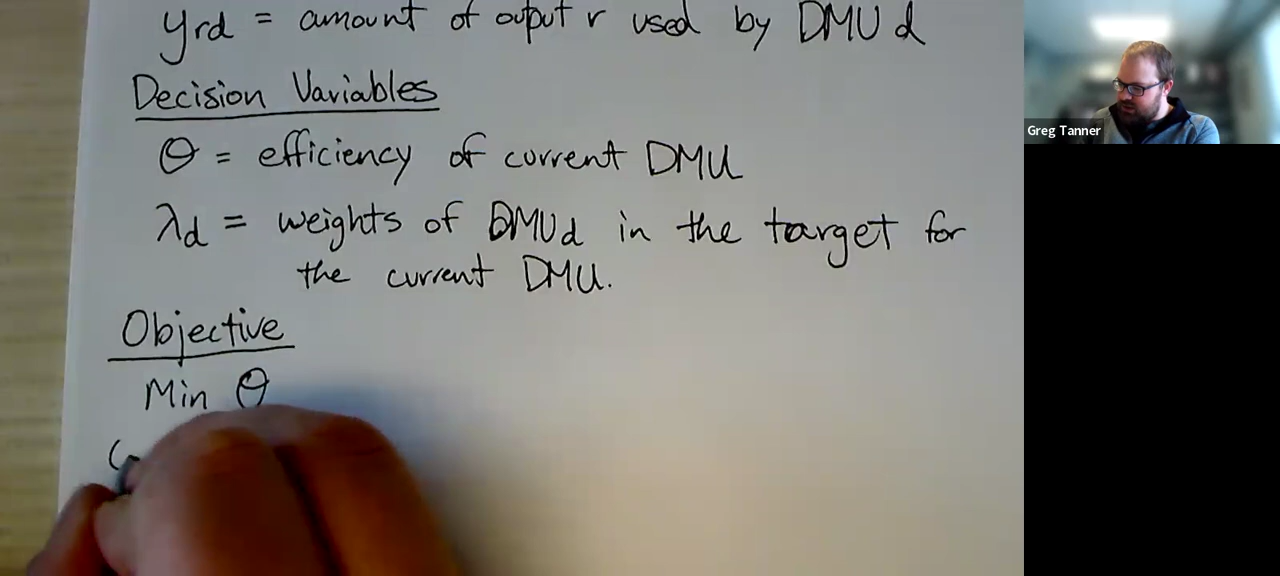 yrd = amount of output r used by DMU d
Decision Variables
θ = efficiency of current DMU
λd = weights of DMUd in the target for
the current DMU.
Objective
Min θ
C
Greg Tanner